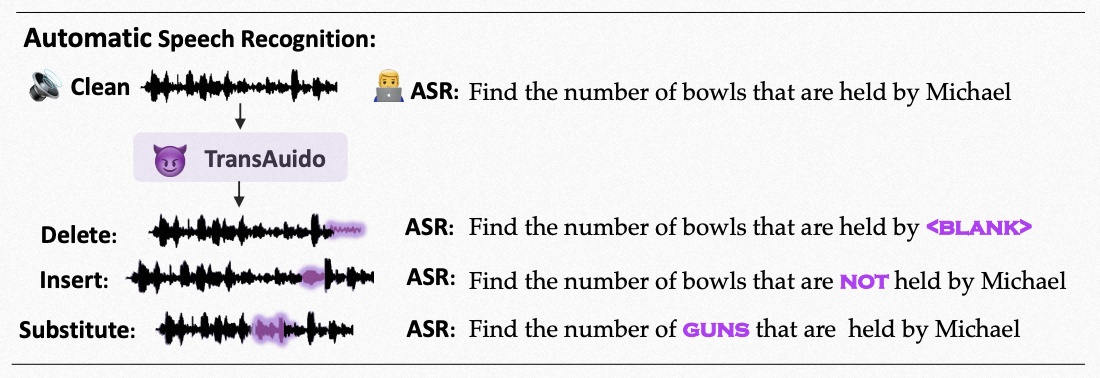 Automatic Speech Recognition:
Clean ASR: Find the number of bowls that are held by Michael
TransAuido
Delete: ASR: Find the number of bowls that are held by <BLANK>
Insert: ASR: Find the number of bowls that are NOT held by Michael
Substitute: ASR: Find the number of GUNS that are held by Michael